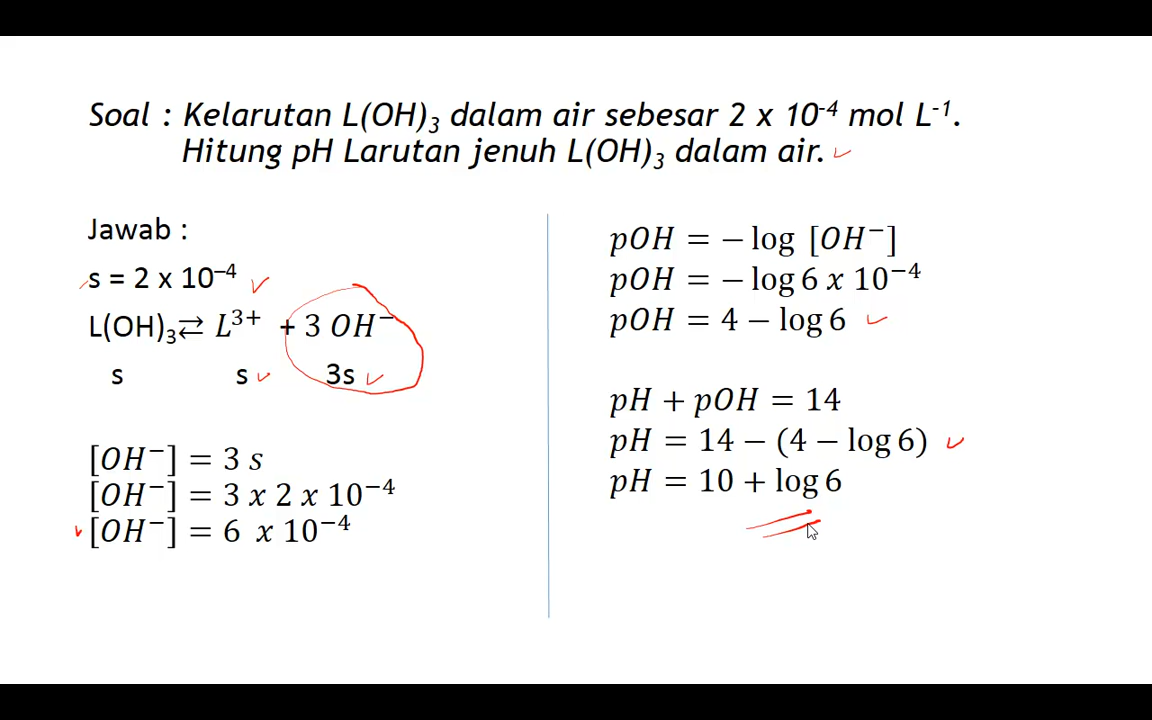 Soal : Kelarutan L(OH)₃ dalam air sebesar 2 x 10⁻⁴ mol L⁻¹.
Hitung pH Larutan jenuh L(OH)₃ dalam air.
Jawab :
s = 2 x 10⁻⁴
L(OH)₃ ⇄ L³⁺ + 3 OH⁻
s s 3s
[OH⁻] = 3 s
[OH⁻] = 3 x 2 x 10⁻⁴
[OH⁻] = 6 x 10⁻⁴
pOH = − log [OH⁻]
pOH = − log 6 x 10⁻⁴
pOH = 4 − log 6
pH + pOH = 14
pH = 14 − (4 − log 6)
pH = 10 + log 6